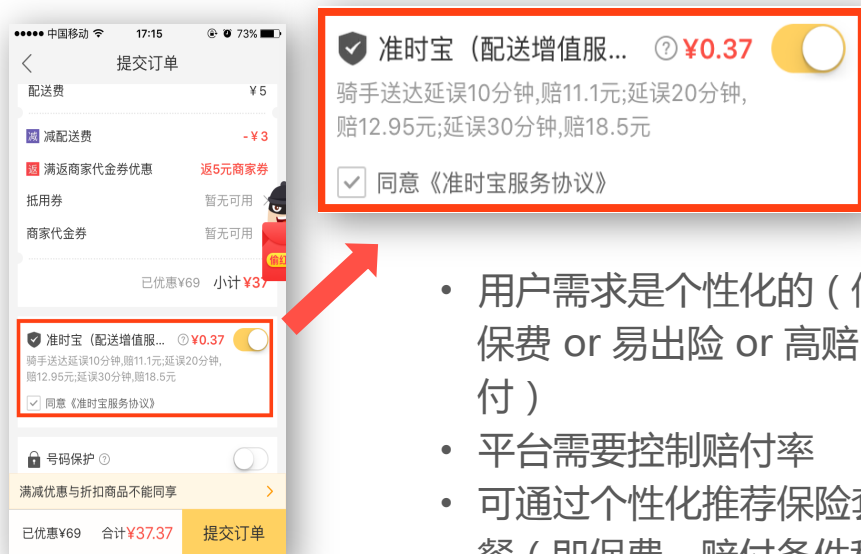 中国移动 17:15 73%
提交订单
配送费 ¥5
减 减配送费 -¥3
返 满返商家代金券优惠 返5元商家券
抵用券 暂无可用
商家代金券 暂无可用
偷红
已优惠¥69 小计 ¥37
准时宝（配送增值服... ? ¥0.37
骑手送达延误10分钟,赔11.1元;延误20分钟,
赔12.95元;延误30分钟,赔18.5元
同意《准时宝服务协议》
号码保护 ?
满减优惠与折扣商品不能同享
已优惠¥69 合计¥37.37 提交订单
准时宝（配送增值服... ? ¥0.37
骑手送达延误10分钟,赔11.1元;延误20分钟,
赔12.95元;延误30分钟,赔18.5元
同意《准时宝服务协议》
• 用户需求是个性化的（
保费 or 易出险 or 高赔
付）
• 平台需要控制赔付率
• 可通过个性化推荐保险